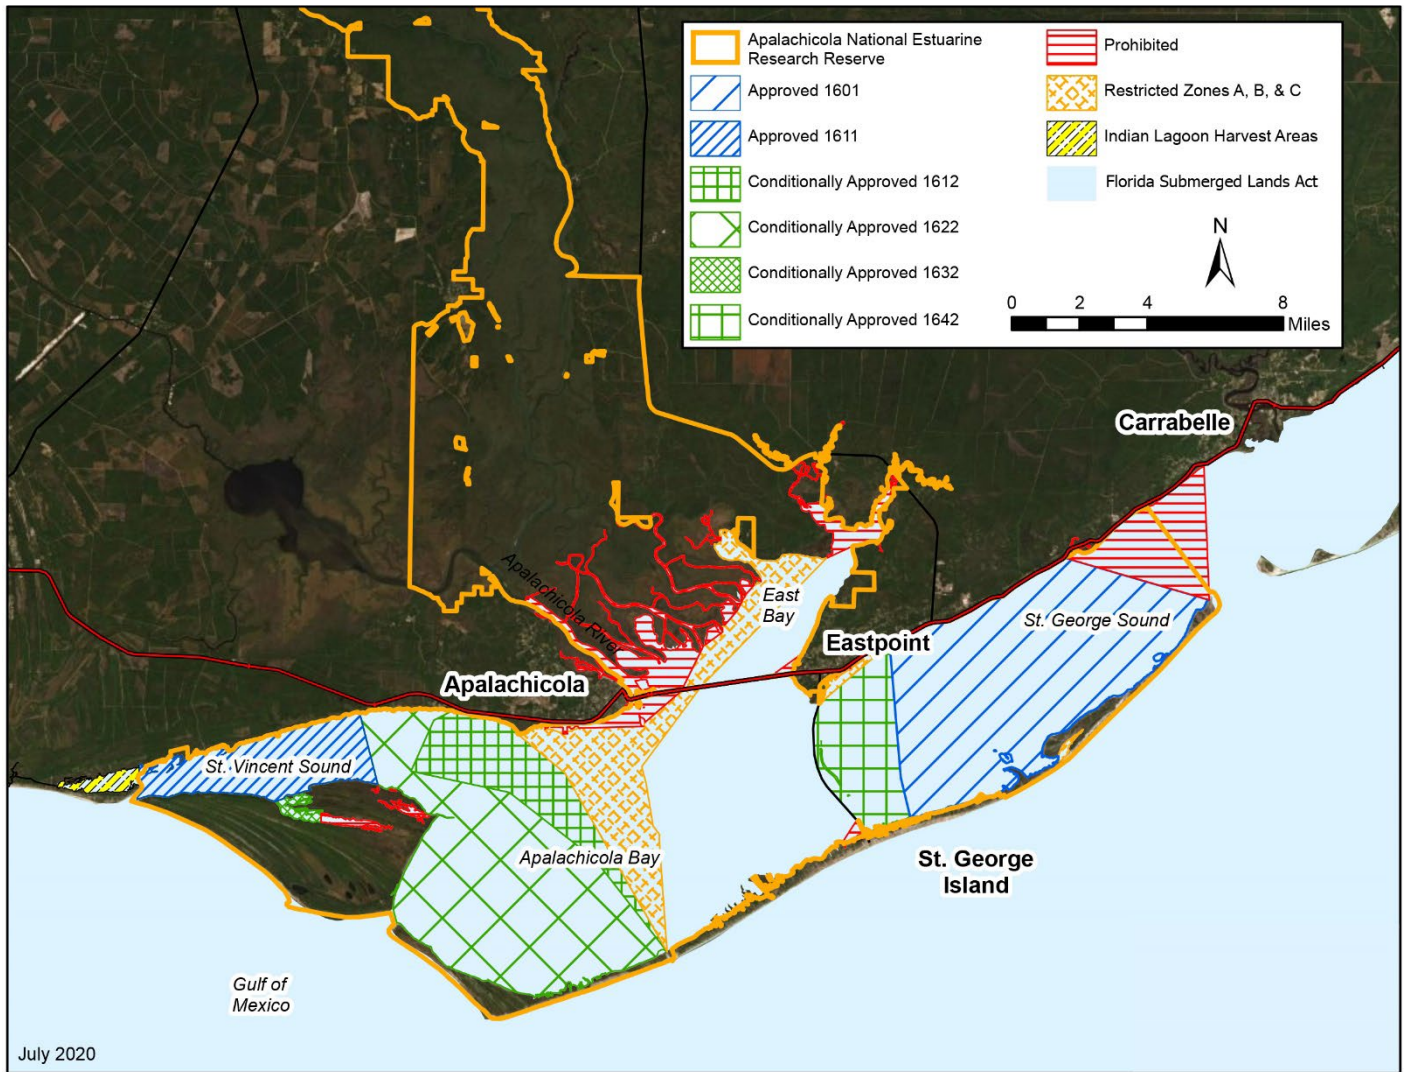 Apalachicola National Estuarine
Research Reserve
Approved 1601
Approved 1611
Conditionally Approved 1612
Conditionally Approved 1622
Conditionally Approved 1632
Conditionally Approved 1642
Prohibited
Restricted Zones A, B, & C
Indian Lagoon Harvest Areas
Florida Submerged Lands Act
N
0 2 4 8
Miles
Carrabelle
Apalachicola River
East
Bay
St. George Sound
Eastpoint
Apalachicola
St. Vincent Sound
Apalachicola Bay
St. George
Island
Gulf of
Mexico
July 2020